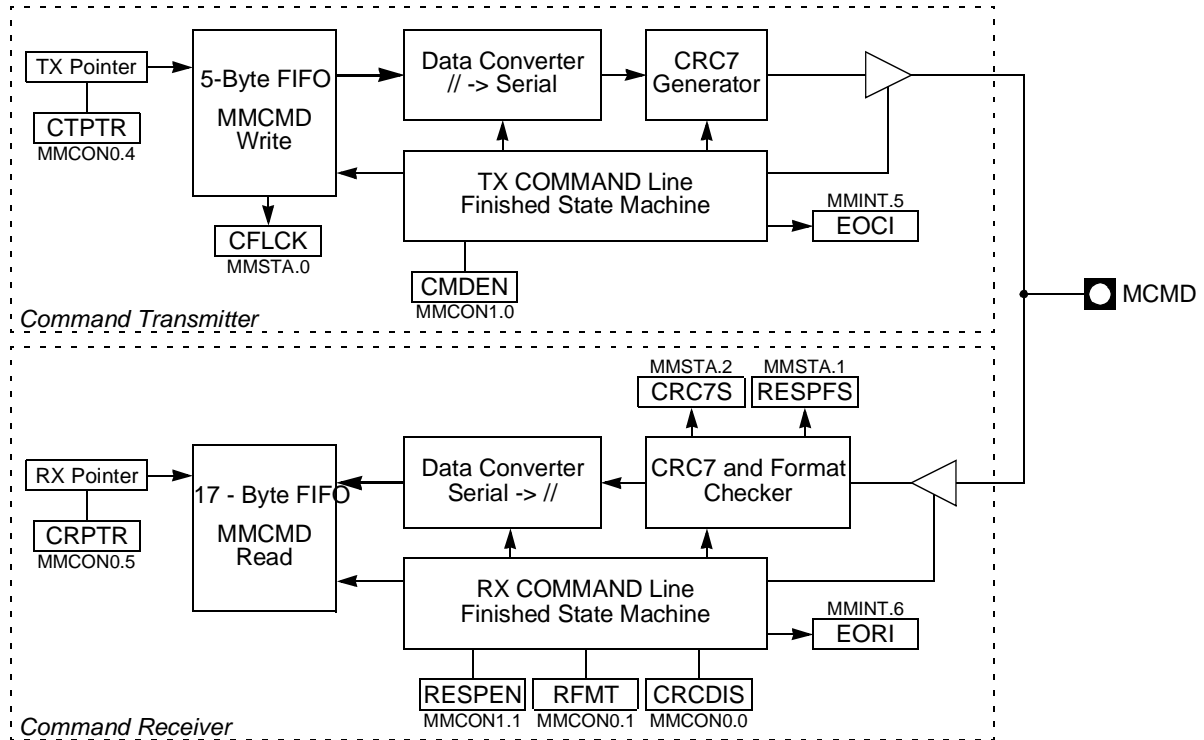 TX Pointer
CTPTR
MMCON0.4
5-Byte FIFO
MMCMD
Write
CFLCK
MMSTA.0
Data Converter
// -> Serial
CRC7
Generator
TX COMMAND Line
Finished State Machine
MMINT.5
EOCI
CMDEN
MMCON1.0
Command Transmitter
MCMD
MMSTA.2
CRC7S
MMSTA.1
RESPFS
RX Pointer
CRPTR
MMCON0.5
17 - Byte FIFO
MMCMD
Read
Data Converter
Serial -> //
CRC7 and Format
Checker
RX COMMAND Line
Finished State Machine
MMINT.6
EORI
RESPEN
MMCON1.1
RFMT
MMCON0.1
CRCDIS
MMCON0.0
Command Receiver